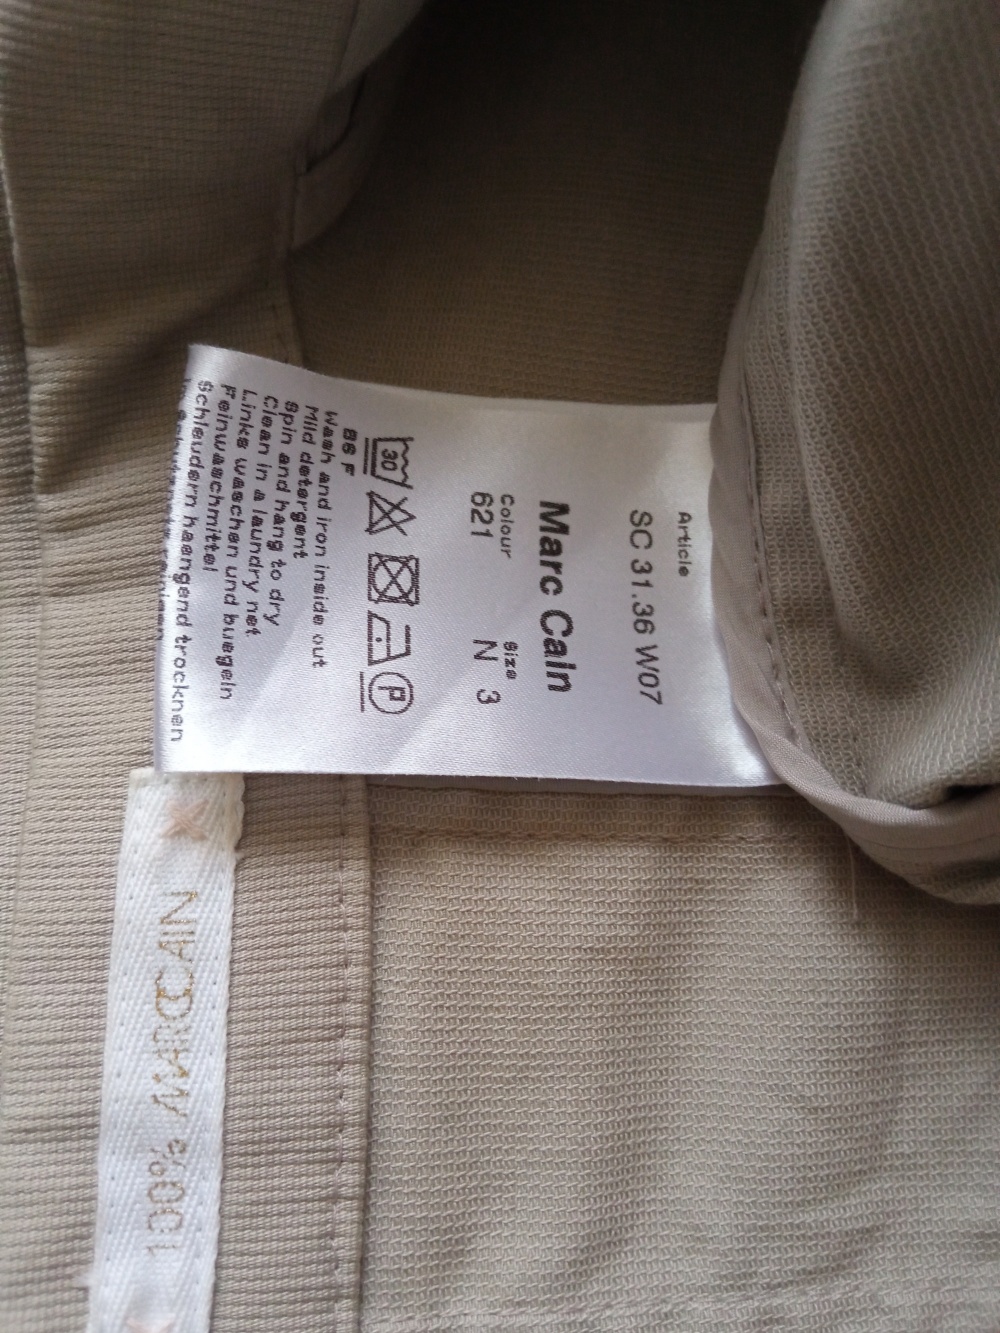 Article
SC 31.36 W07
Marc Cain
Colour Size
621 N 3
30 P
B6 F
Wash and iron inside out
Mild detergent
Spin and hang to dry
Clean in a laundry net
Links waschen und buegeln
Feinwaschmittel
Schleudern haengend trocknen
100% MARC CAIN